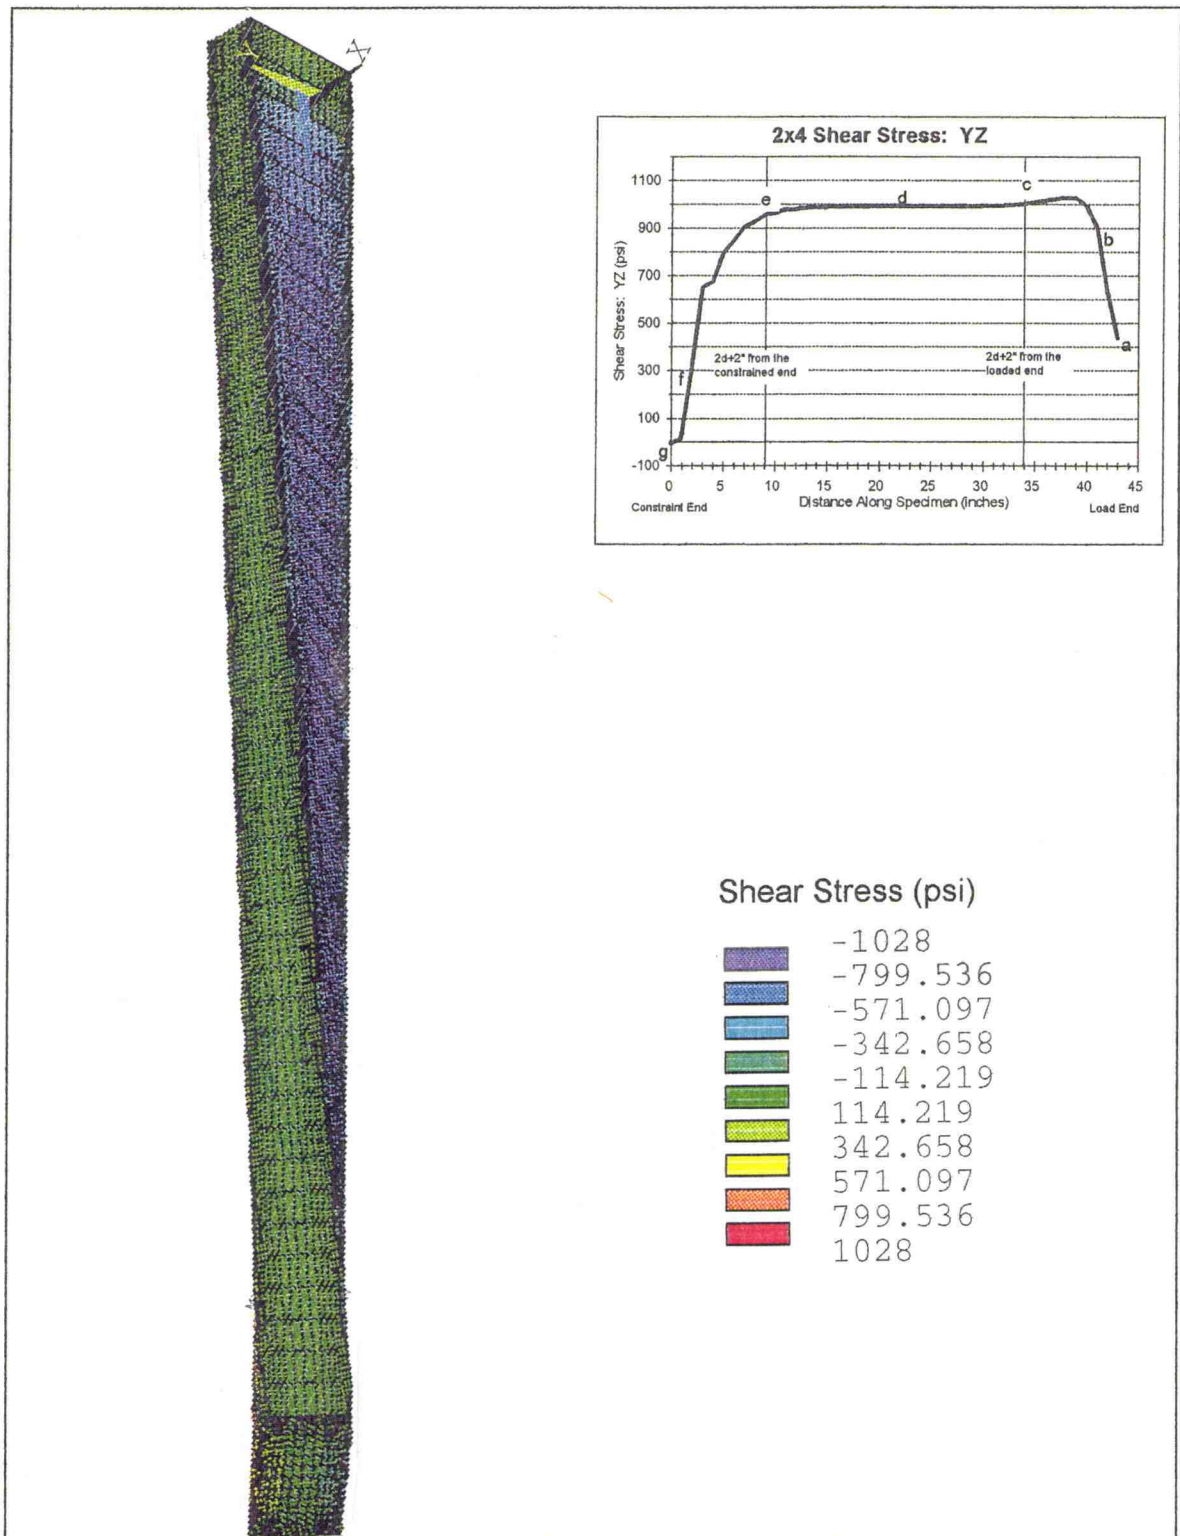 X
Y
2x4 Shear Stress: YZ
Shear Stress: YZ (psi)
1100
900
700
500
300
100
-100
e
d
c
b
a
f
g
2d+2" from the
constrained end
2d+2" from the
loaded end
0 5 10 15 20 25 30 35 40 45
Constraint End
Distance Along Specimen (inches)
Load End
Shear Stress (psi)
-1028
-799.536
-571.097
-342.658
-114.219
114.219
342.658
571.097
799.536
1028